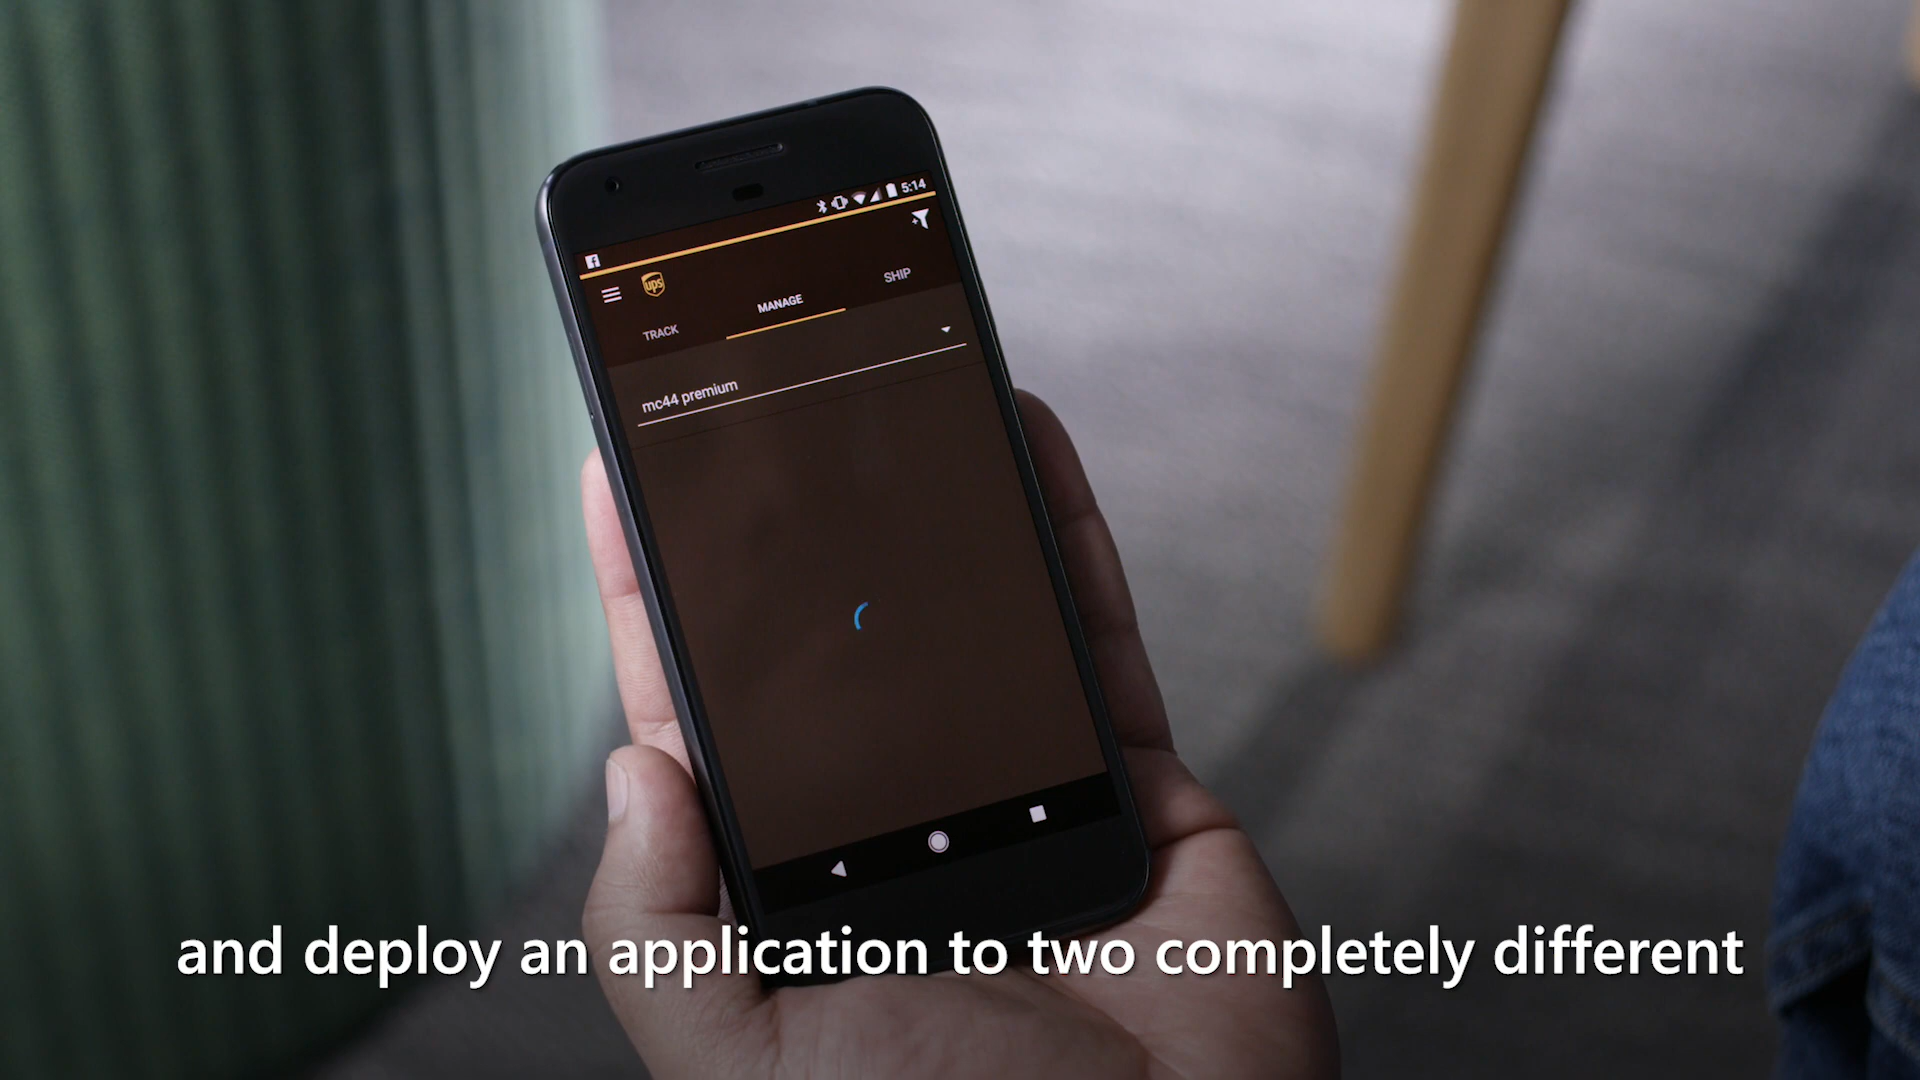 5:14
ups
TRACK
MANAGE
SHIP
mc44 premium
and deploy an application to two completely different